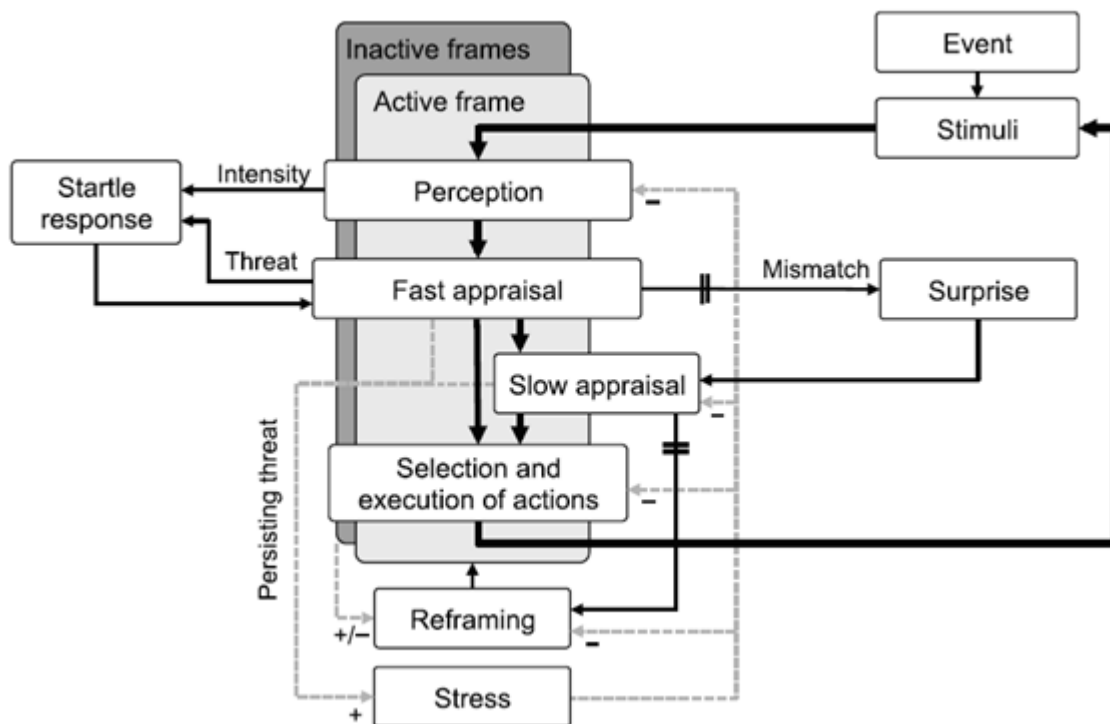 Inactive frames
Active frame
Event
Stimuli
Startle
response
Intensity
Perception
Threat
Fast appraisal
Mismatch
Surprise
Slow appraisal
Selection and
execution of actions
Persisting threat
Reframing
Stress
–
–
–
–
+/–
+